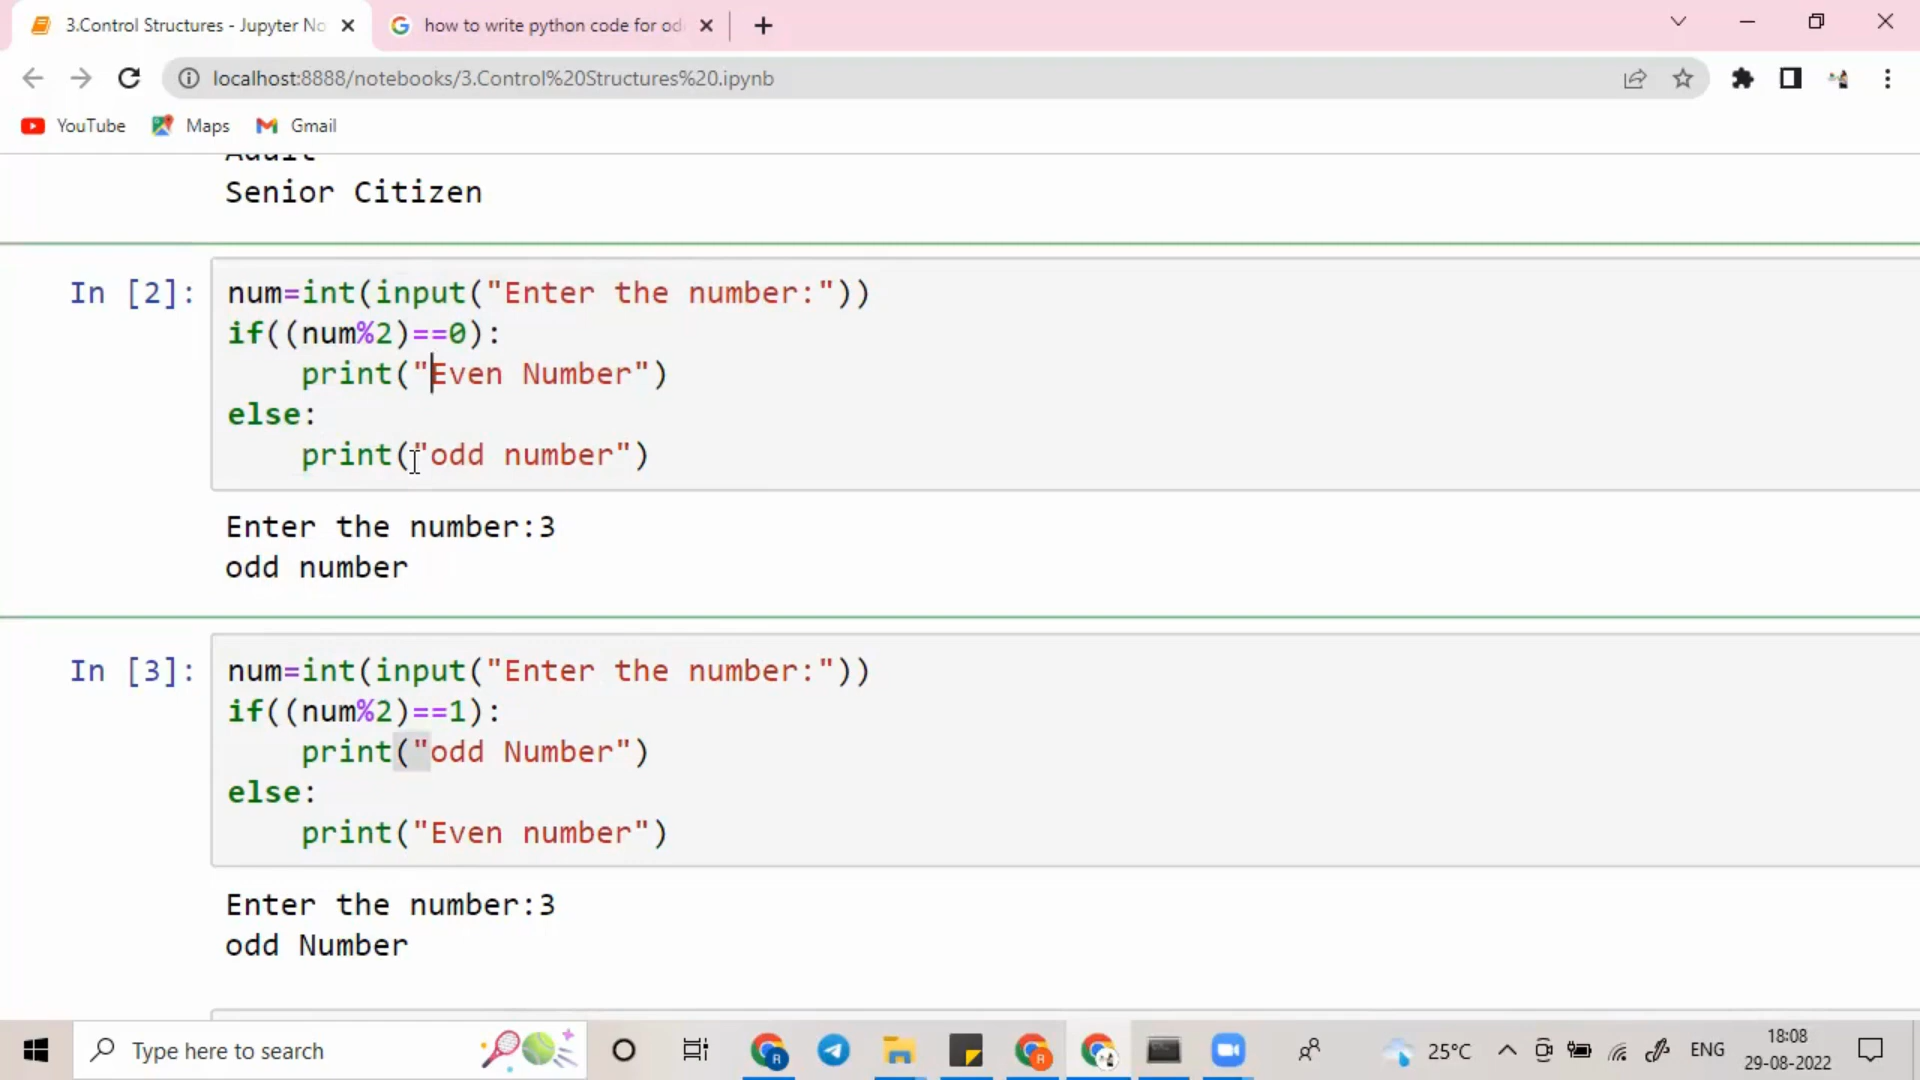 3.Control Structures - Jupyter No
how to write python code for od
localhost:8888/notebooks/3.Control%20Structures%20.ipynb
YouTube
Maps
Gmail
Adult
Senior Citizen
In [2]:
num=int(input("Enter the number:"))
if((num%2)==0):
    print("Even Number")
else:
    print("odd number")
Enter the number:3
odd number
In [3]:
num=int(input("Enter the number:"))
if((num%2)==1):
    print("odd Number")
else:
    print("Even number")
Enter the number:3
odd Number
Type here to search
R
R
25°C
ENG
18:08
29-08-2022